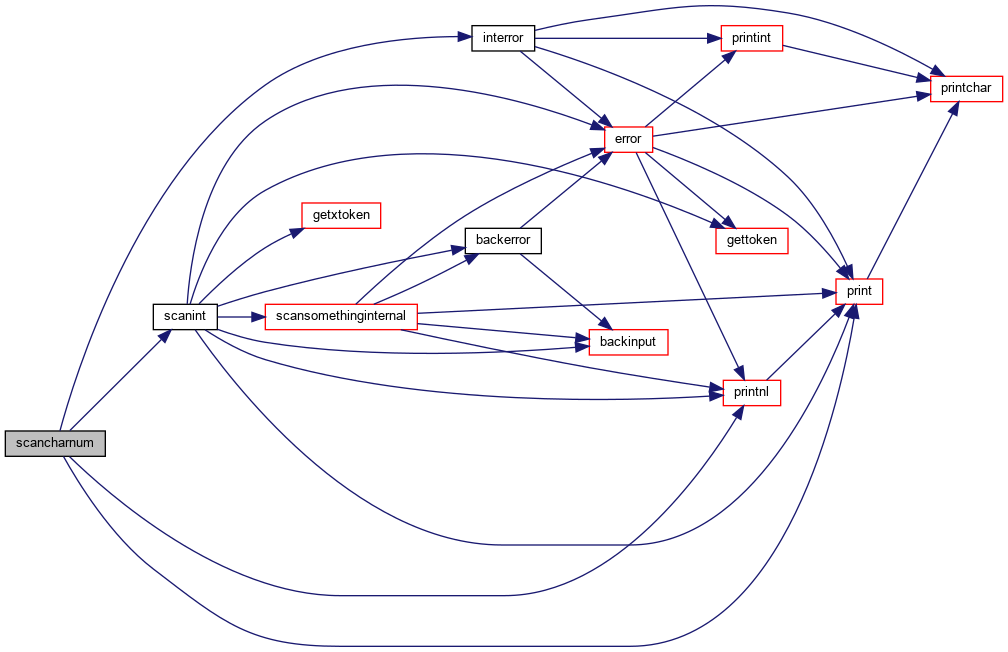 interror
printint
printchar
error
getxtoken
backerror
gettoken
print
scanint
scansomethinginternal
backinput
printnl
scancharnum